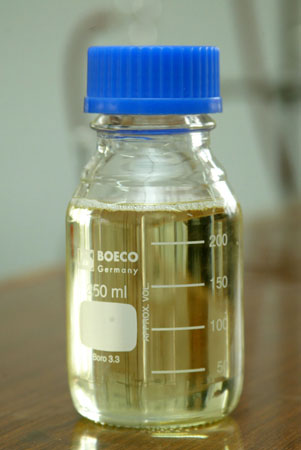 BOECO
Germany
250 ml
Boro 3.3
APPROX. VOL.
200
150
100
50